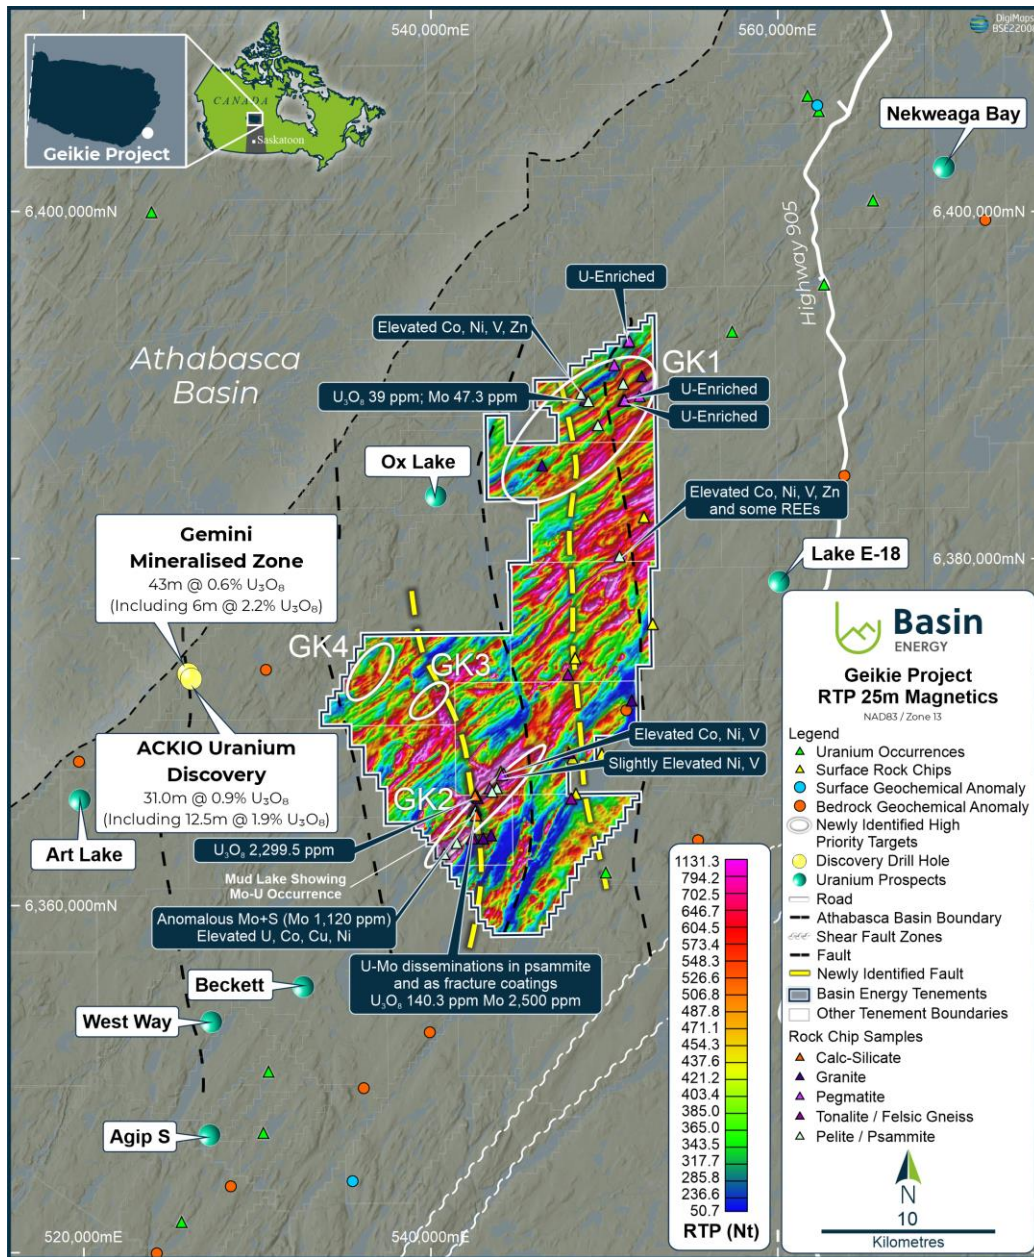 540,000mE
560,000mE
DigiMaps
BSE22008
CANADA
Saskatoon
Geikie Project
Nekweaga Bay
6,400,000mN
6,400,000mN
Highway 905
U-Enriched
Elevated Co, Ni, V, Zn
GK1
Athabasca
Basin
U₃O₈ 39 ppm; Mo 47.3 ppm
U-Enriched
U-Enriched
Ox Lake
Elevated Co, Ni, V, Zn
and some REEs
Gemini
Mineralised Zone
43m @ 0.6% U₃O₈
(Including 6m @ 2.2% U₃O₈)
6,380,000mN
Lake E-18
GK4
GK3
ACKIO Uranium
Discovery
31.0m @ 0.9% U₃O₈
(Including 12.5m @ 1.9% U₃O₈)
Elevated Co, Ni, V
Slightly Elevated Ni, V
GK2
Art Lake
U₃O₈ 2,299.5 ppm
Mud Lake Showing
Mo-U Occurrence
6,360,000mN
Anomalous Mo+S (Mo 1,120 ppm)
Elevated U, Co, Cu, Ni
U-Mo disseminations in psammite
and as fracture coatings
U₃O₈ 140.3 ppm Mo 2,500 ppm
Beckett
West Way
Agip S
520,000mE
540,000mE
1131.3
794.2
702.5
646.7
604.5
573.4
548.3
526.6
506.8
487.8
471.1
454.3
437.6
421.2
403.4
385.0
365.0
343.5
317.7
285.8
236.6
50.7
RTP (Nt)
Basin
ENERGY
Geikie Project
RTP 25m Magnetics
NAD83 / Zone 13
Legend
Uranium Occurrences
Surface Rock Chips
Surface Geochemical Anomaly
Bedrock Geochemical Anomaly
Newly Identified High
Priority Targets
Discovery Drill Hole
Uranium Prospects
Road
Athabasca Basin Boundary
Shear Fault Zones
Fault
Newly Identified Fault
Basin Energy Tenements
Other Tenement Boundaries
Rock Chip Samples
Calc-Silicate
Granite
Pegmatite
Tonalite / Felsic Gneiss
Pelite / Psammite
N
10
Kilometres